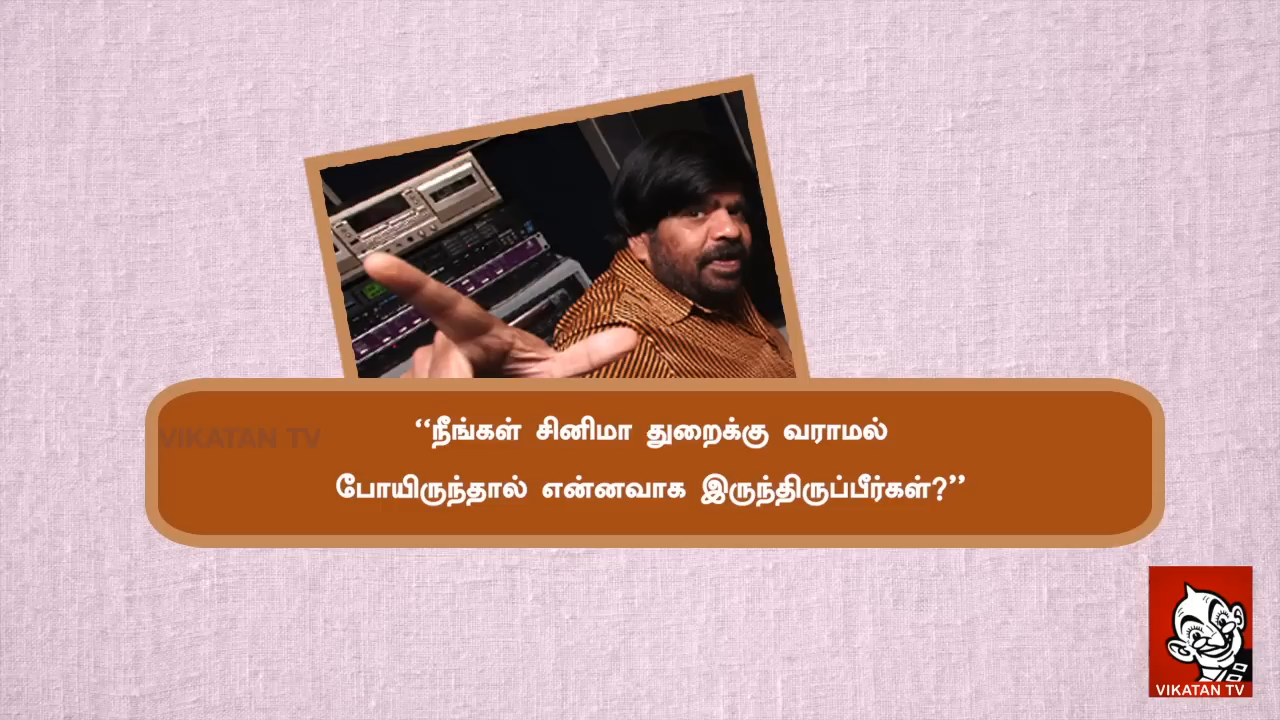 “நீங்கள் சினிமா துறைக்கு வராமல்
VIKATAN TV
போயிருந்தால் என்னவாக இருந்திருப்பீர்கள்?”
VIKATAN TV